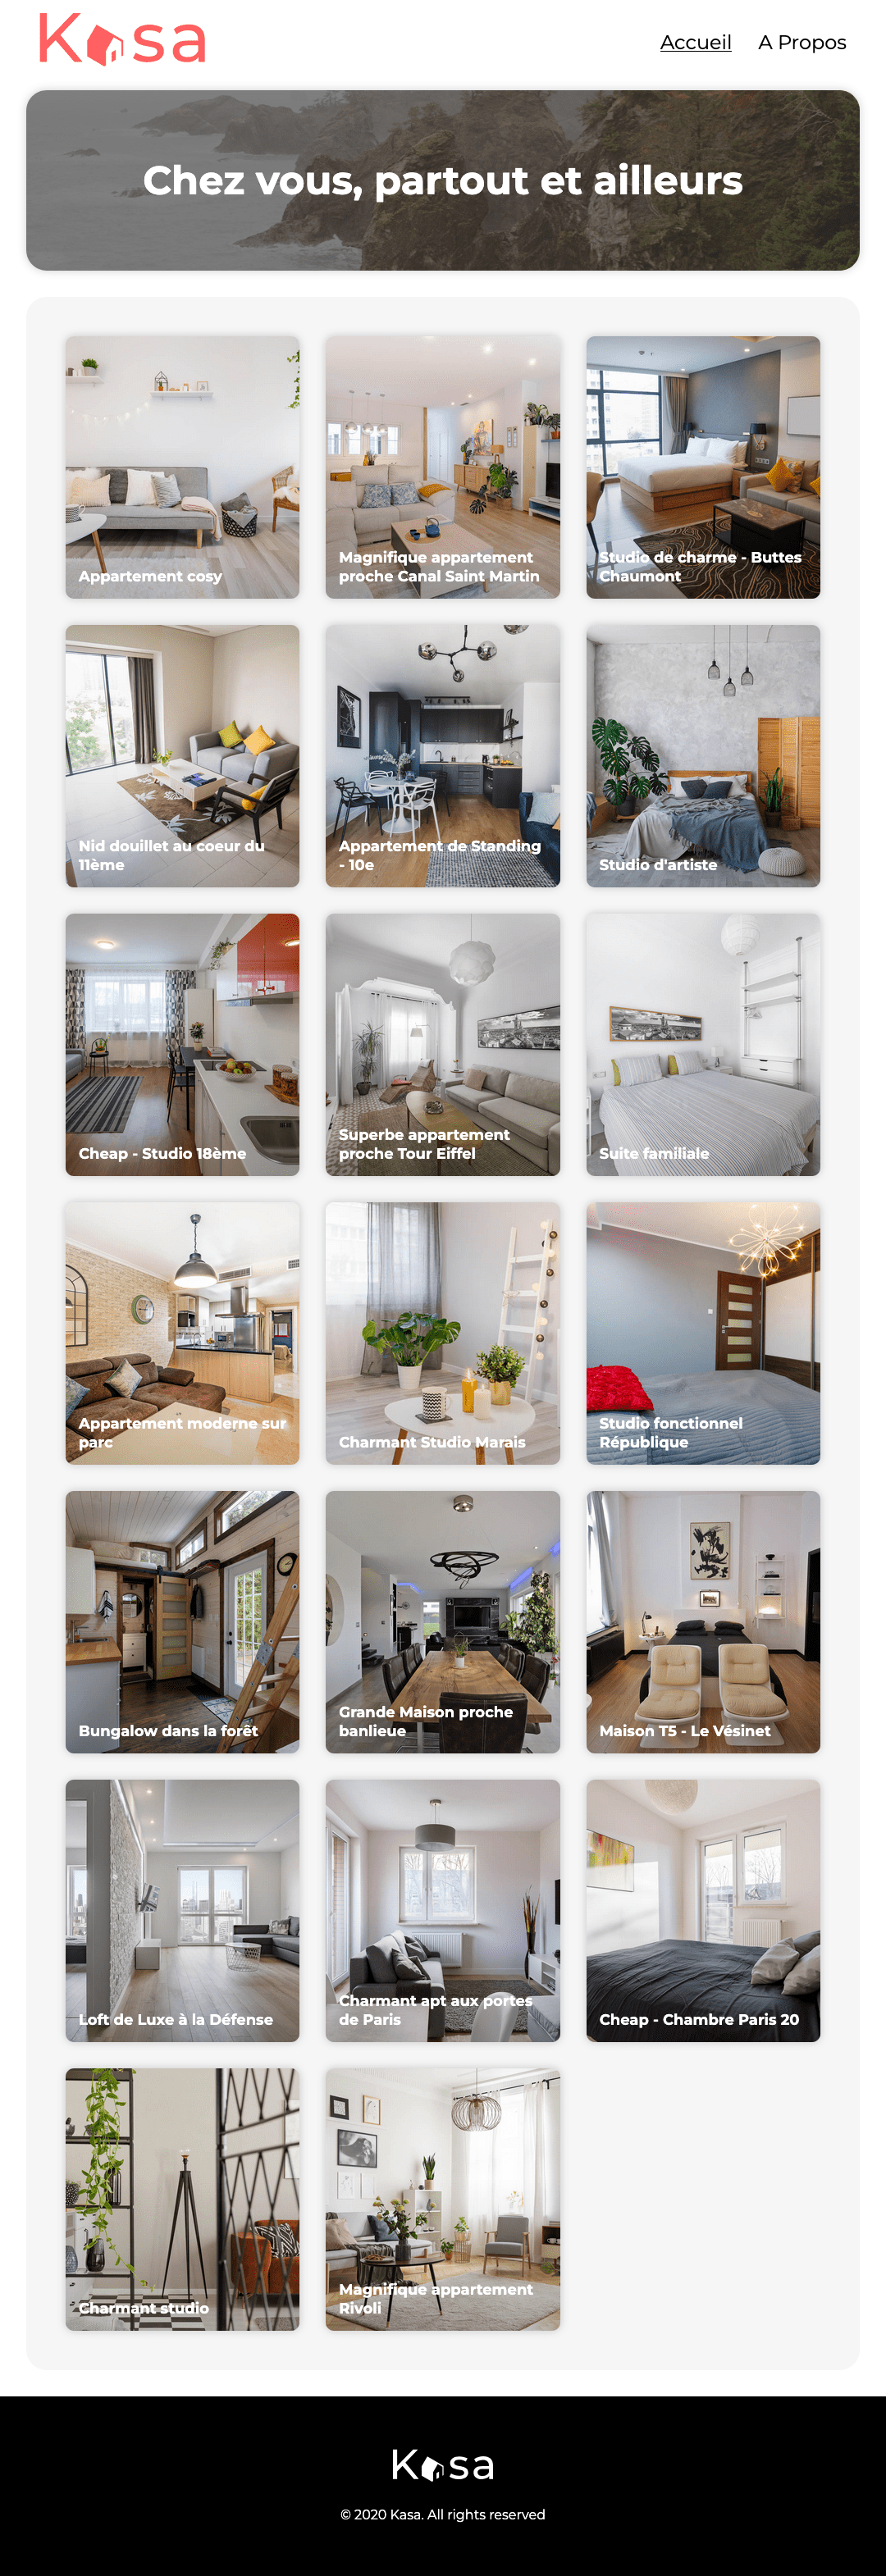 Kasa
Accueil A Propos
Chez vous, partout et ailleurs
Appartement cosy
Magnifique appartement
proche Canal Saint Martin
Studio de charme - Buttes
Chaumont
Nid douillet au coeur du
11ème
Appartement de Standing
- 10e
Studio d'artiste
Cheap - Studio 18ème
Superbe appartement
proche Tour Eiffel
Suite familiale
Appartement moderne sur
parc
Charmant Studio Marais
Studio fonctionnel
République
Bungalow dans la forêt
Grande Maison proche
banlieue
Maison T5 - Le Vésinet
Loft de Luxe à la Défense
Charmant apt aux portes
de Paris
Cheap - Chambre Paris 20
Charmant studio
Magnifique appartement
Rivoli
Kasa
© 2020 Kasa. All rights reserved